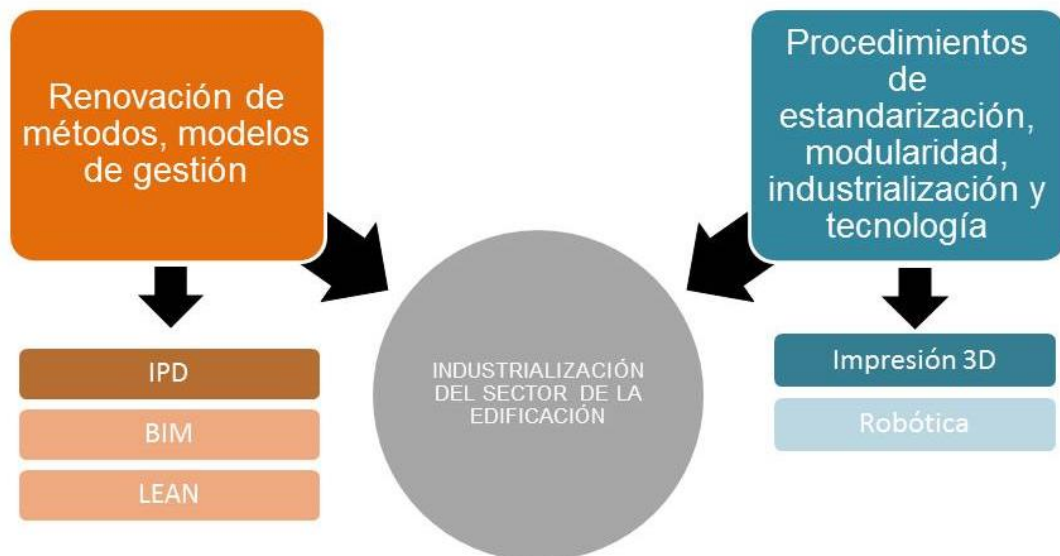 Renovación de
métodos, modelos
de gestión
Procedimientos
de
estandarización,
modularidad,
industrialización y
tecnología
INDUSTRIALIZACIÓN
DEL SECTOR DE LA
EDIFICACIÓN
IPD
BIM
LEAN
Impresión 3D
Robótica